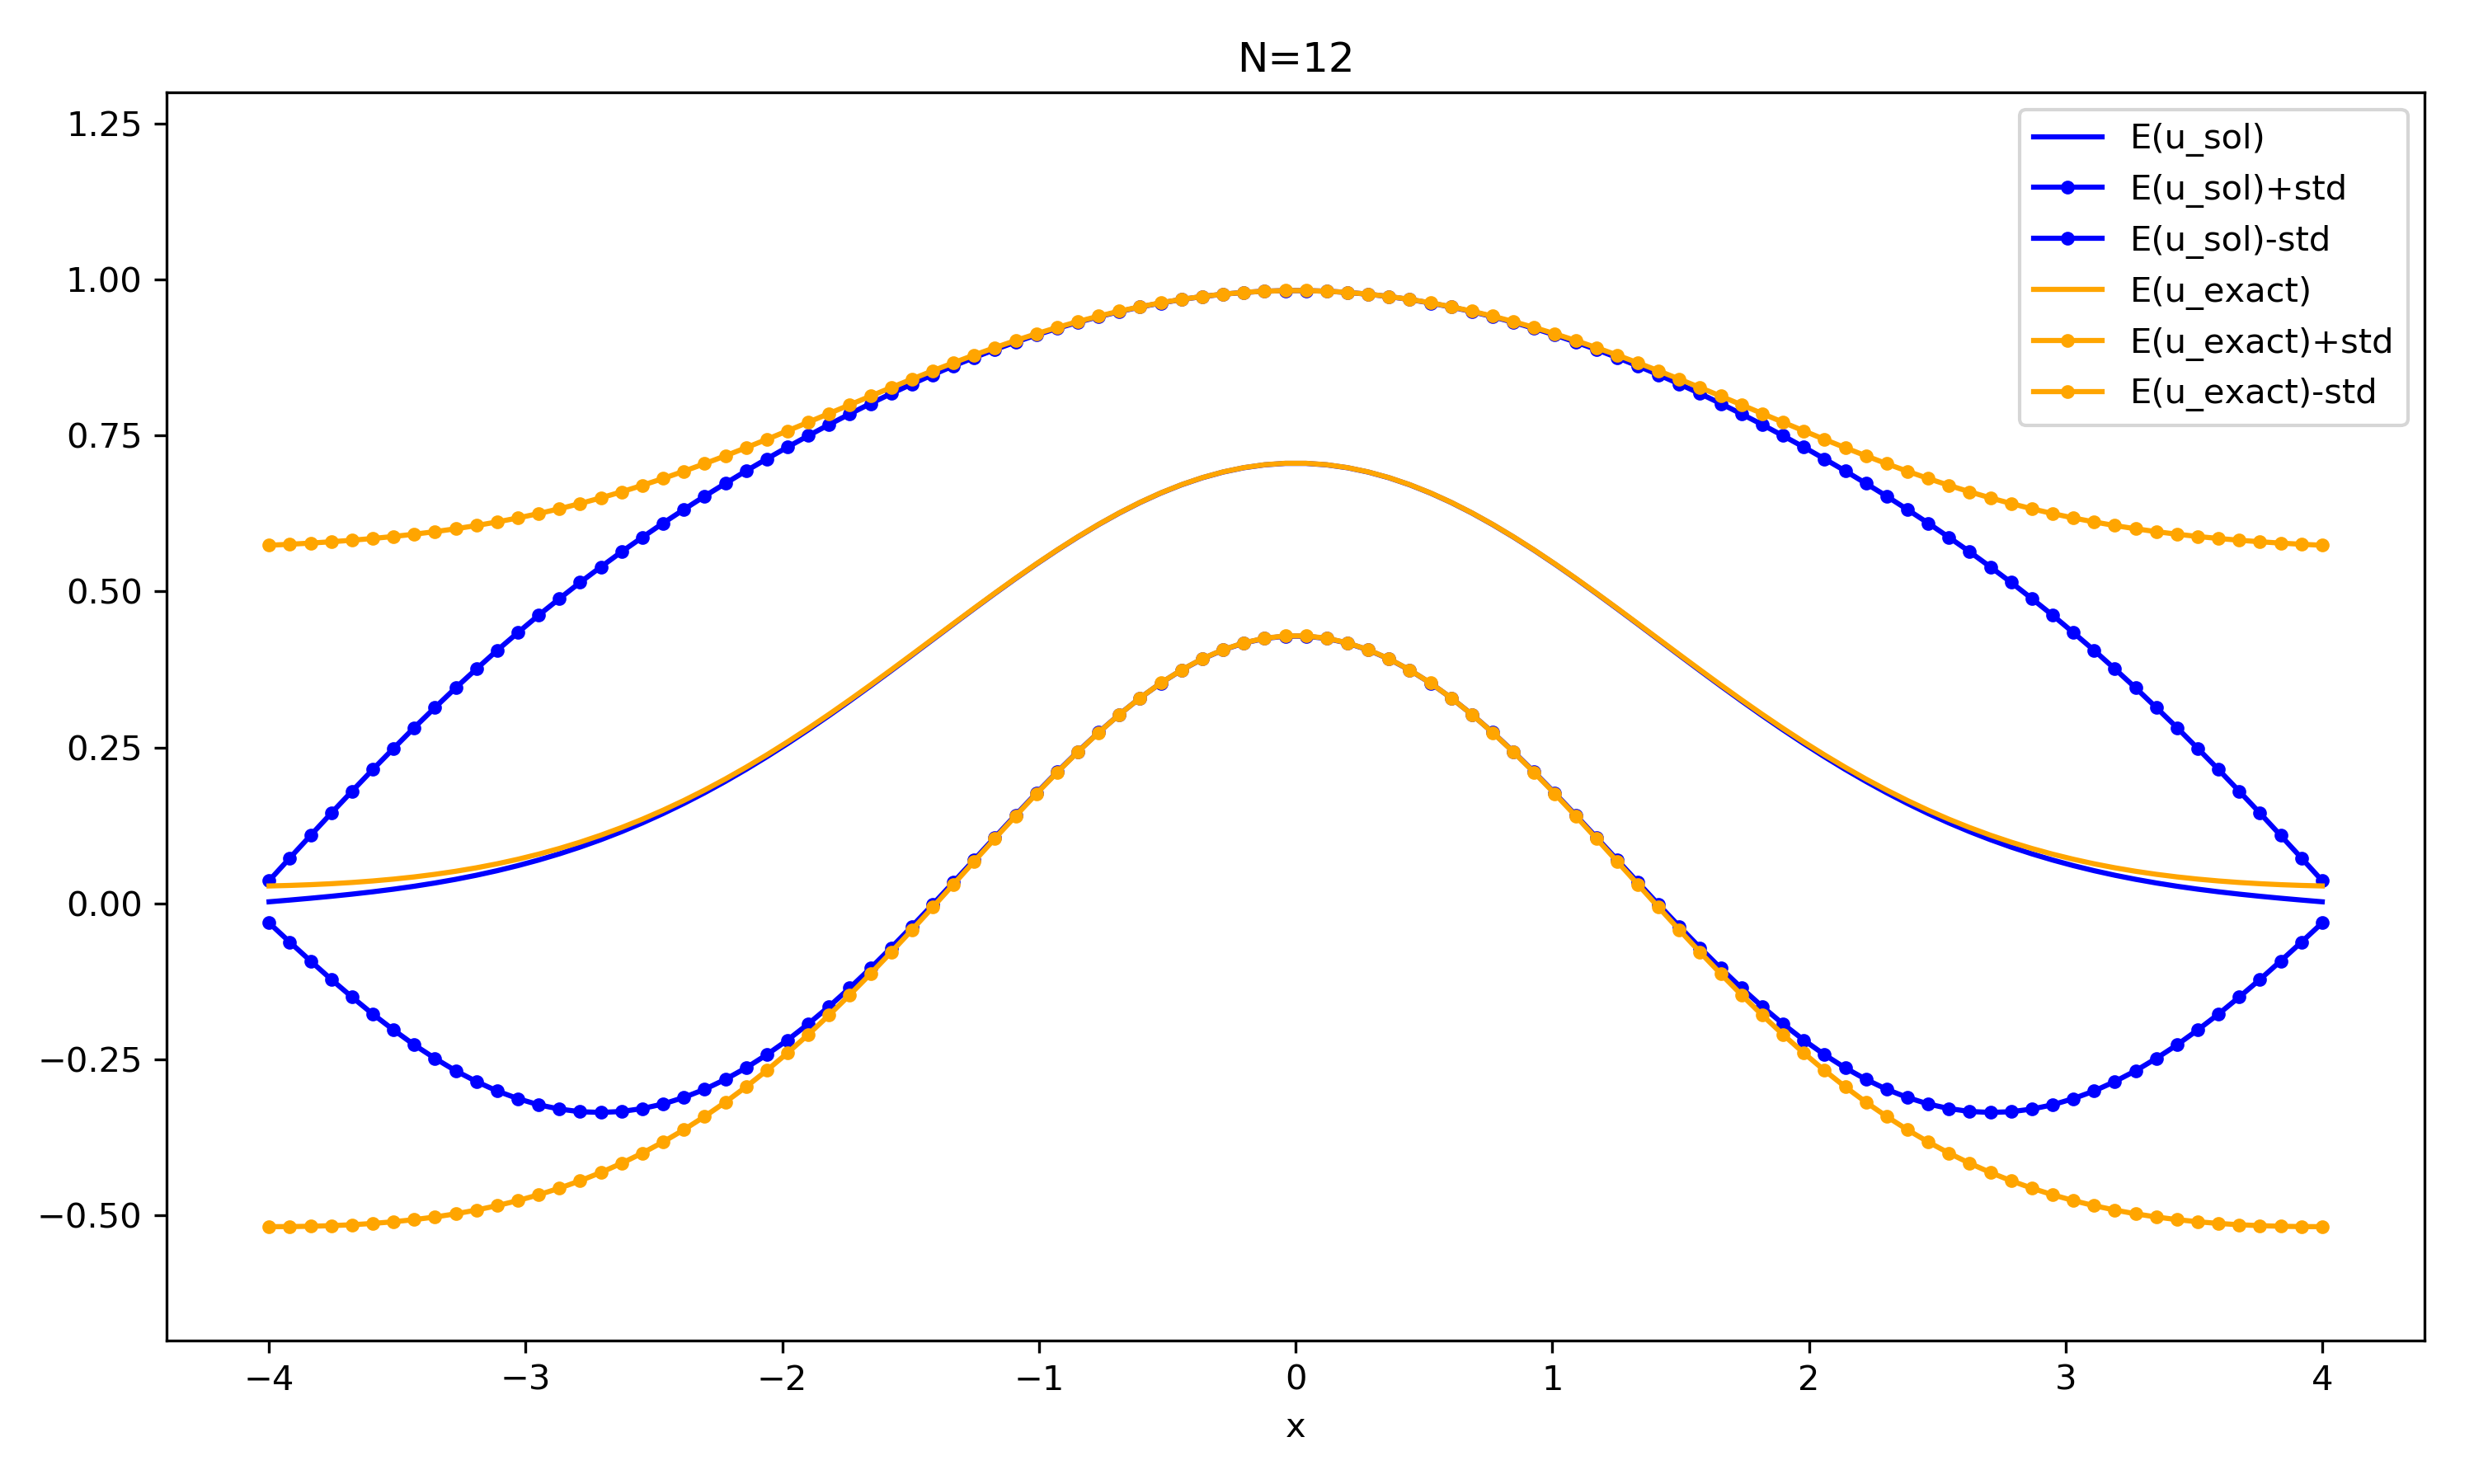 N=12
1.25
1.00
0.75
0.50
0.25
0.00
−0.25
−0.50
−4 −3 −2 −1 0 1 2 3 4
x
E(u_sol)
E(u_sol)+std
E(u_sol)-std
E(u_exact)
E(u_exact)+std
E(u_exact)-std